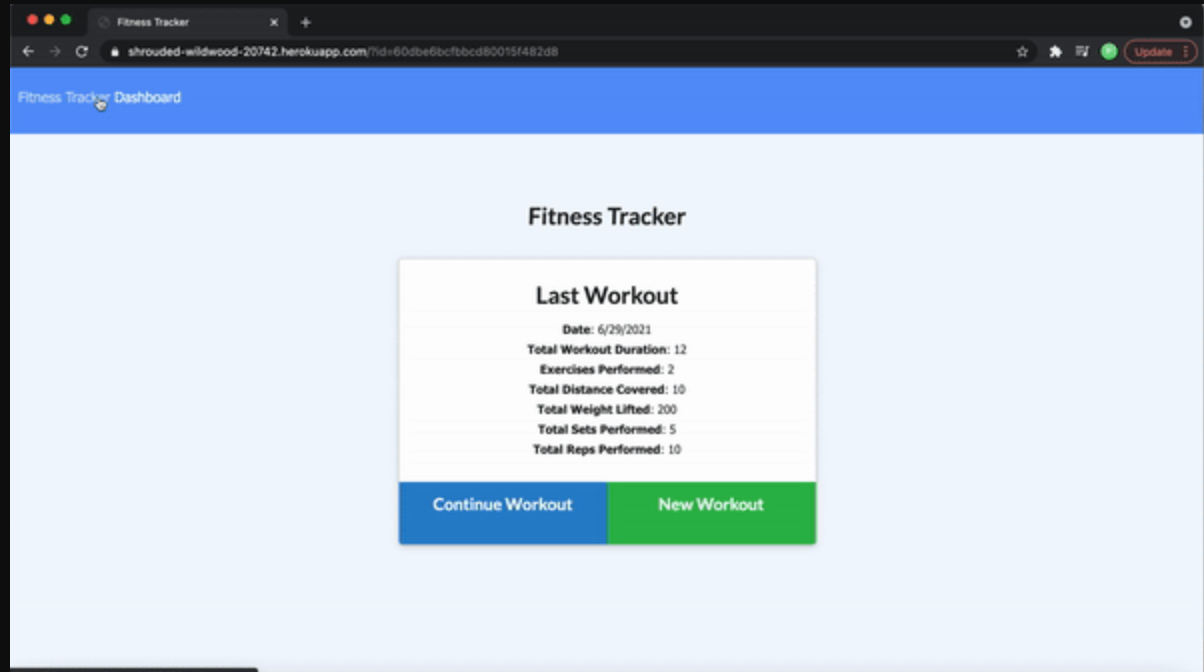 Fitness Tracker
shrouded-wildwood-20742.herokuapp.com/?id=60dbe6bcfbbcd80015f482d8
Update
Fitness Tracker Dashboard
Fitness Tracker
Last Workout
Date: 6/29/2021
Total Workout Duration: 12
Exercises Performed: 2
Total Distance Covered: 10
Total Weight Lifted: 200
Total Sets Performed: 5
Total Reps Performed: 10
Continue Workout New Workout